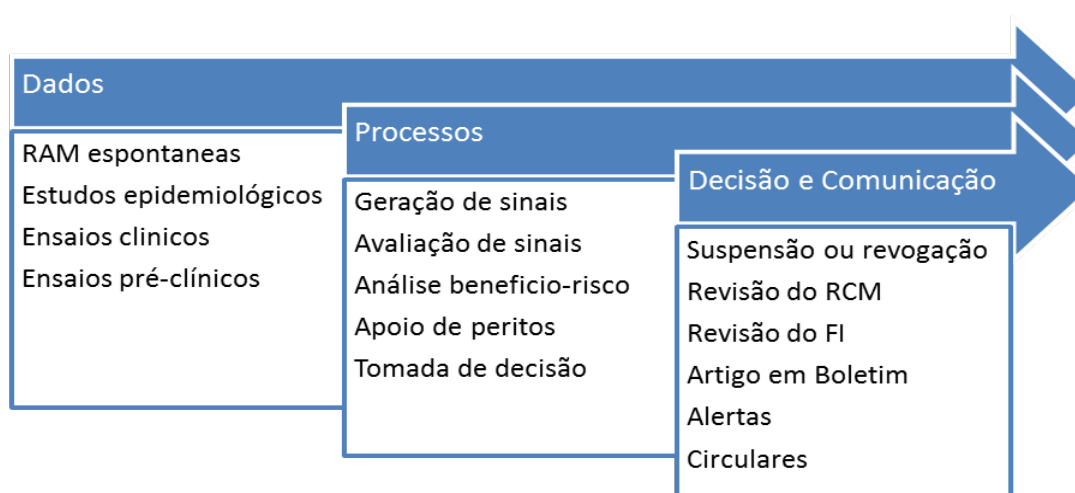 Dados
RAM espontaneas
Estudos epidemiológicos
Ensaios clinicos
Ensaios pré-clínicos
Processos
Geração de sinais
Avaliação de sinais
Análise beneficio-risco
Apoio de peritos
Tomada de decisão
Decisão e Comunicação
Suspensão ou revogação
Revisão do RCM
Revisão do FI
Artigo em Boletim
Alertas
Circulares